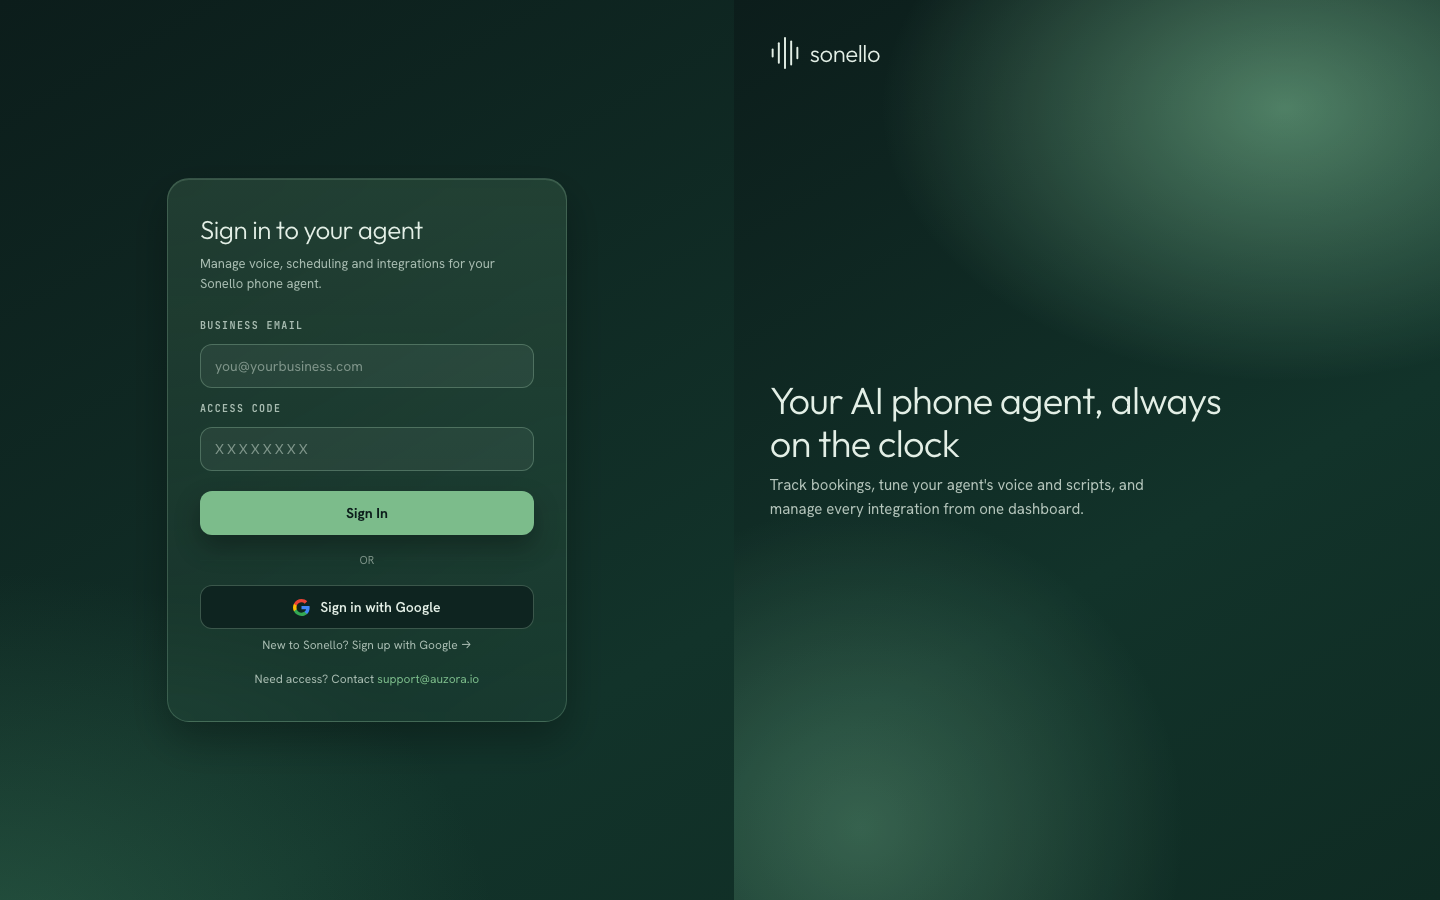 Sign in to your agent
Manage voice, scheduling and integrations for your
Sonello phone agent.
BUSINESS EMAIL
you@yourbusiness.com
ACCESS CODE
XXXXXXXX
Sign In
OR
Sign in with Google
New to Sonello? Sign up with Google →
Need access? Contact support@auzora.io
sonello
Your AI phone agent, always
on the clock
Track bookings, tune your agent's voice and scripts, and
manage every integration from one dashboard.